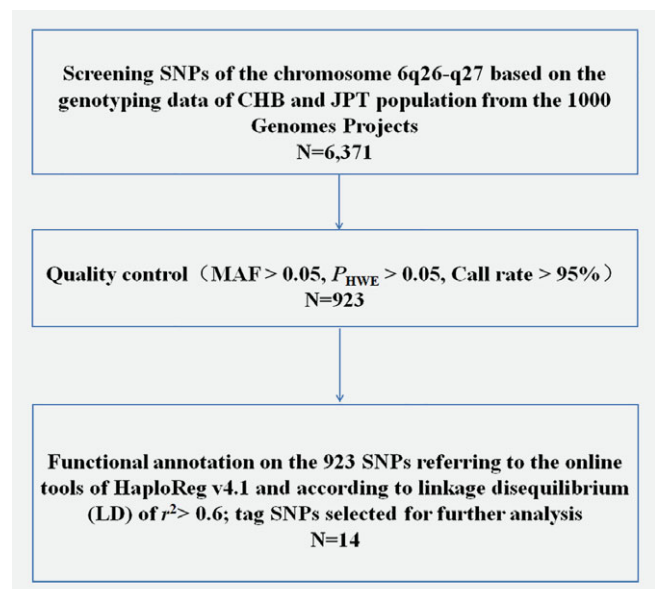 Screening SNPs of the chromosome 6q26-q27 based on the
genotyping data of CHB and JPT population from the 1000
Genomes Projects
N=6,371
Quality control（MAF > 0.05, P_HWE > 0.05, Call rate > 95%）
N=923
Functional annotation on the 923 SNPs referring to the online
tools of HaploReg v4.1 and according to linkage disequilibrium
(LD) of r²> 0.6; tag SNPs selected for further analysis
N=14